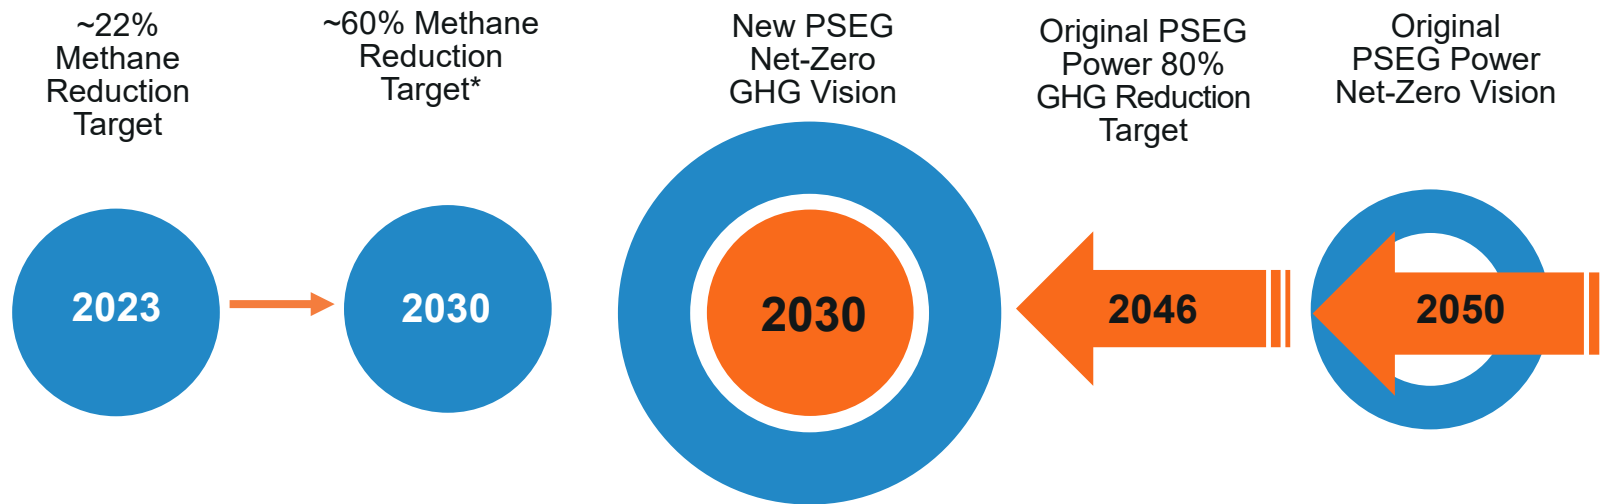 ~22%
Methane
Reduction
Target
~60% Methane
Reduction
Target*
New PSEG
Net-Zero
GHG Vision
Original PSEG
Power 80%
GHG Reduction
Target
Original
PSEG Power
Net-Zero Vision
2023
2030
2030
2046
2050